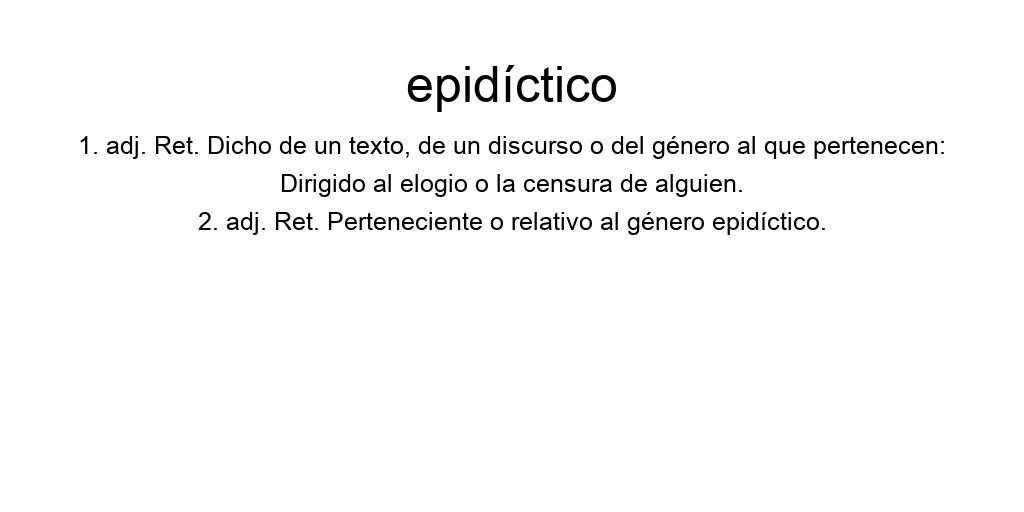 epidíctico
1. adj. Ret. Dicho de un texto, de un discurso o del género al que pertenecen:
Dirigido al elogio o la censura de alguien.
2. adj. Ret. Perteneciente o relativo al género epidíctico.